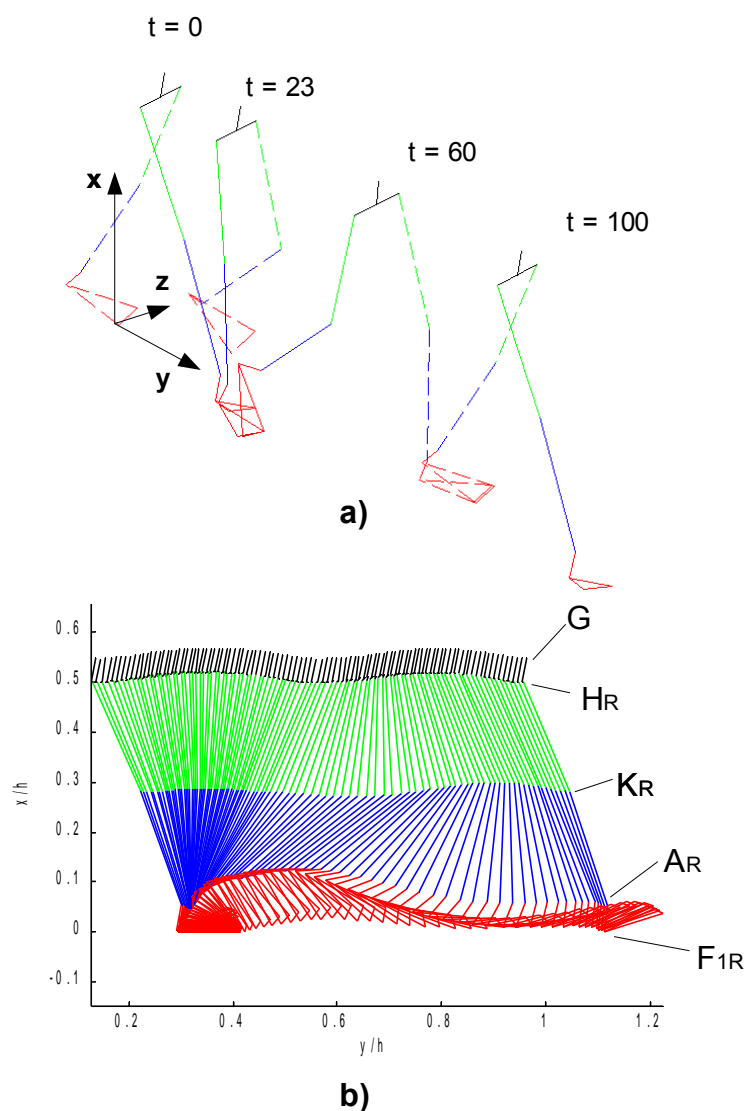 t = 0
t = 23
t = 60
t = 100
x
z
y
a)
G
HR
KR
AR
F1R
0.6
0.5
0.4
0.3
0.2
0.1
0
-0.1
x/h
0.2
0.4
0.6
0.8
1
1.2
y/h
b)